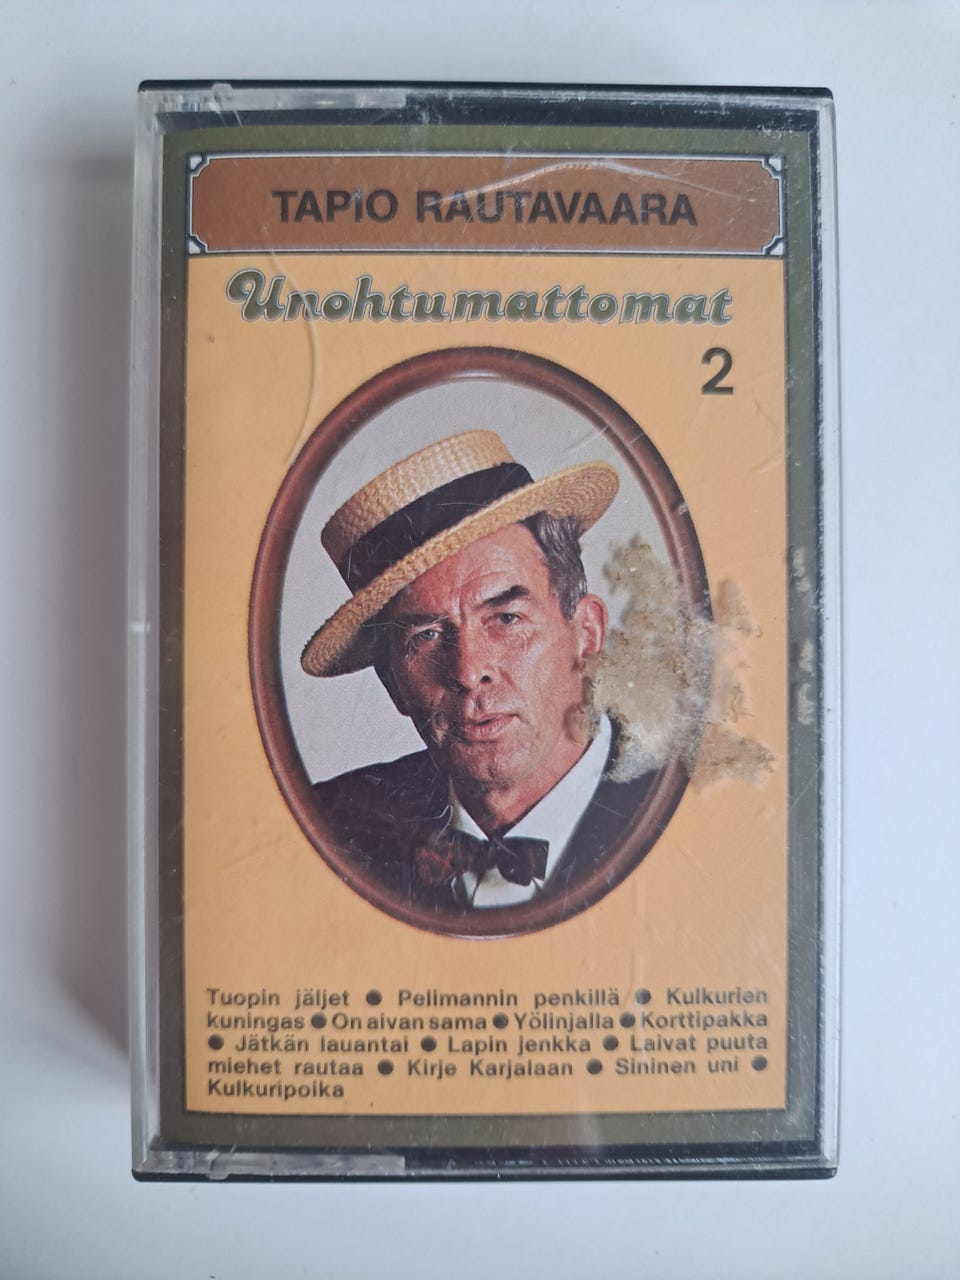 TAPIO RAUTAVAARA
Unohtumattomat
2
Tuopin jäljet ● Pelimannin penkillä ● Kulkurien
kuningas ● On aivan sama ● Yölinjalla ● Korttipakka
● Jätkän lauantai ● Lapin jenkka ● Laivat puuta
miehet rautaa ● Kirje Karjalaan ● Sininen uni ●
Kulkuripoika